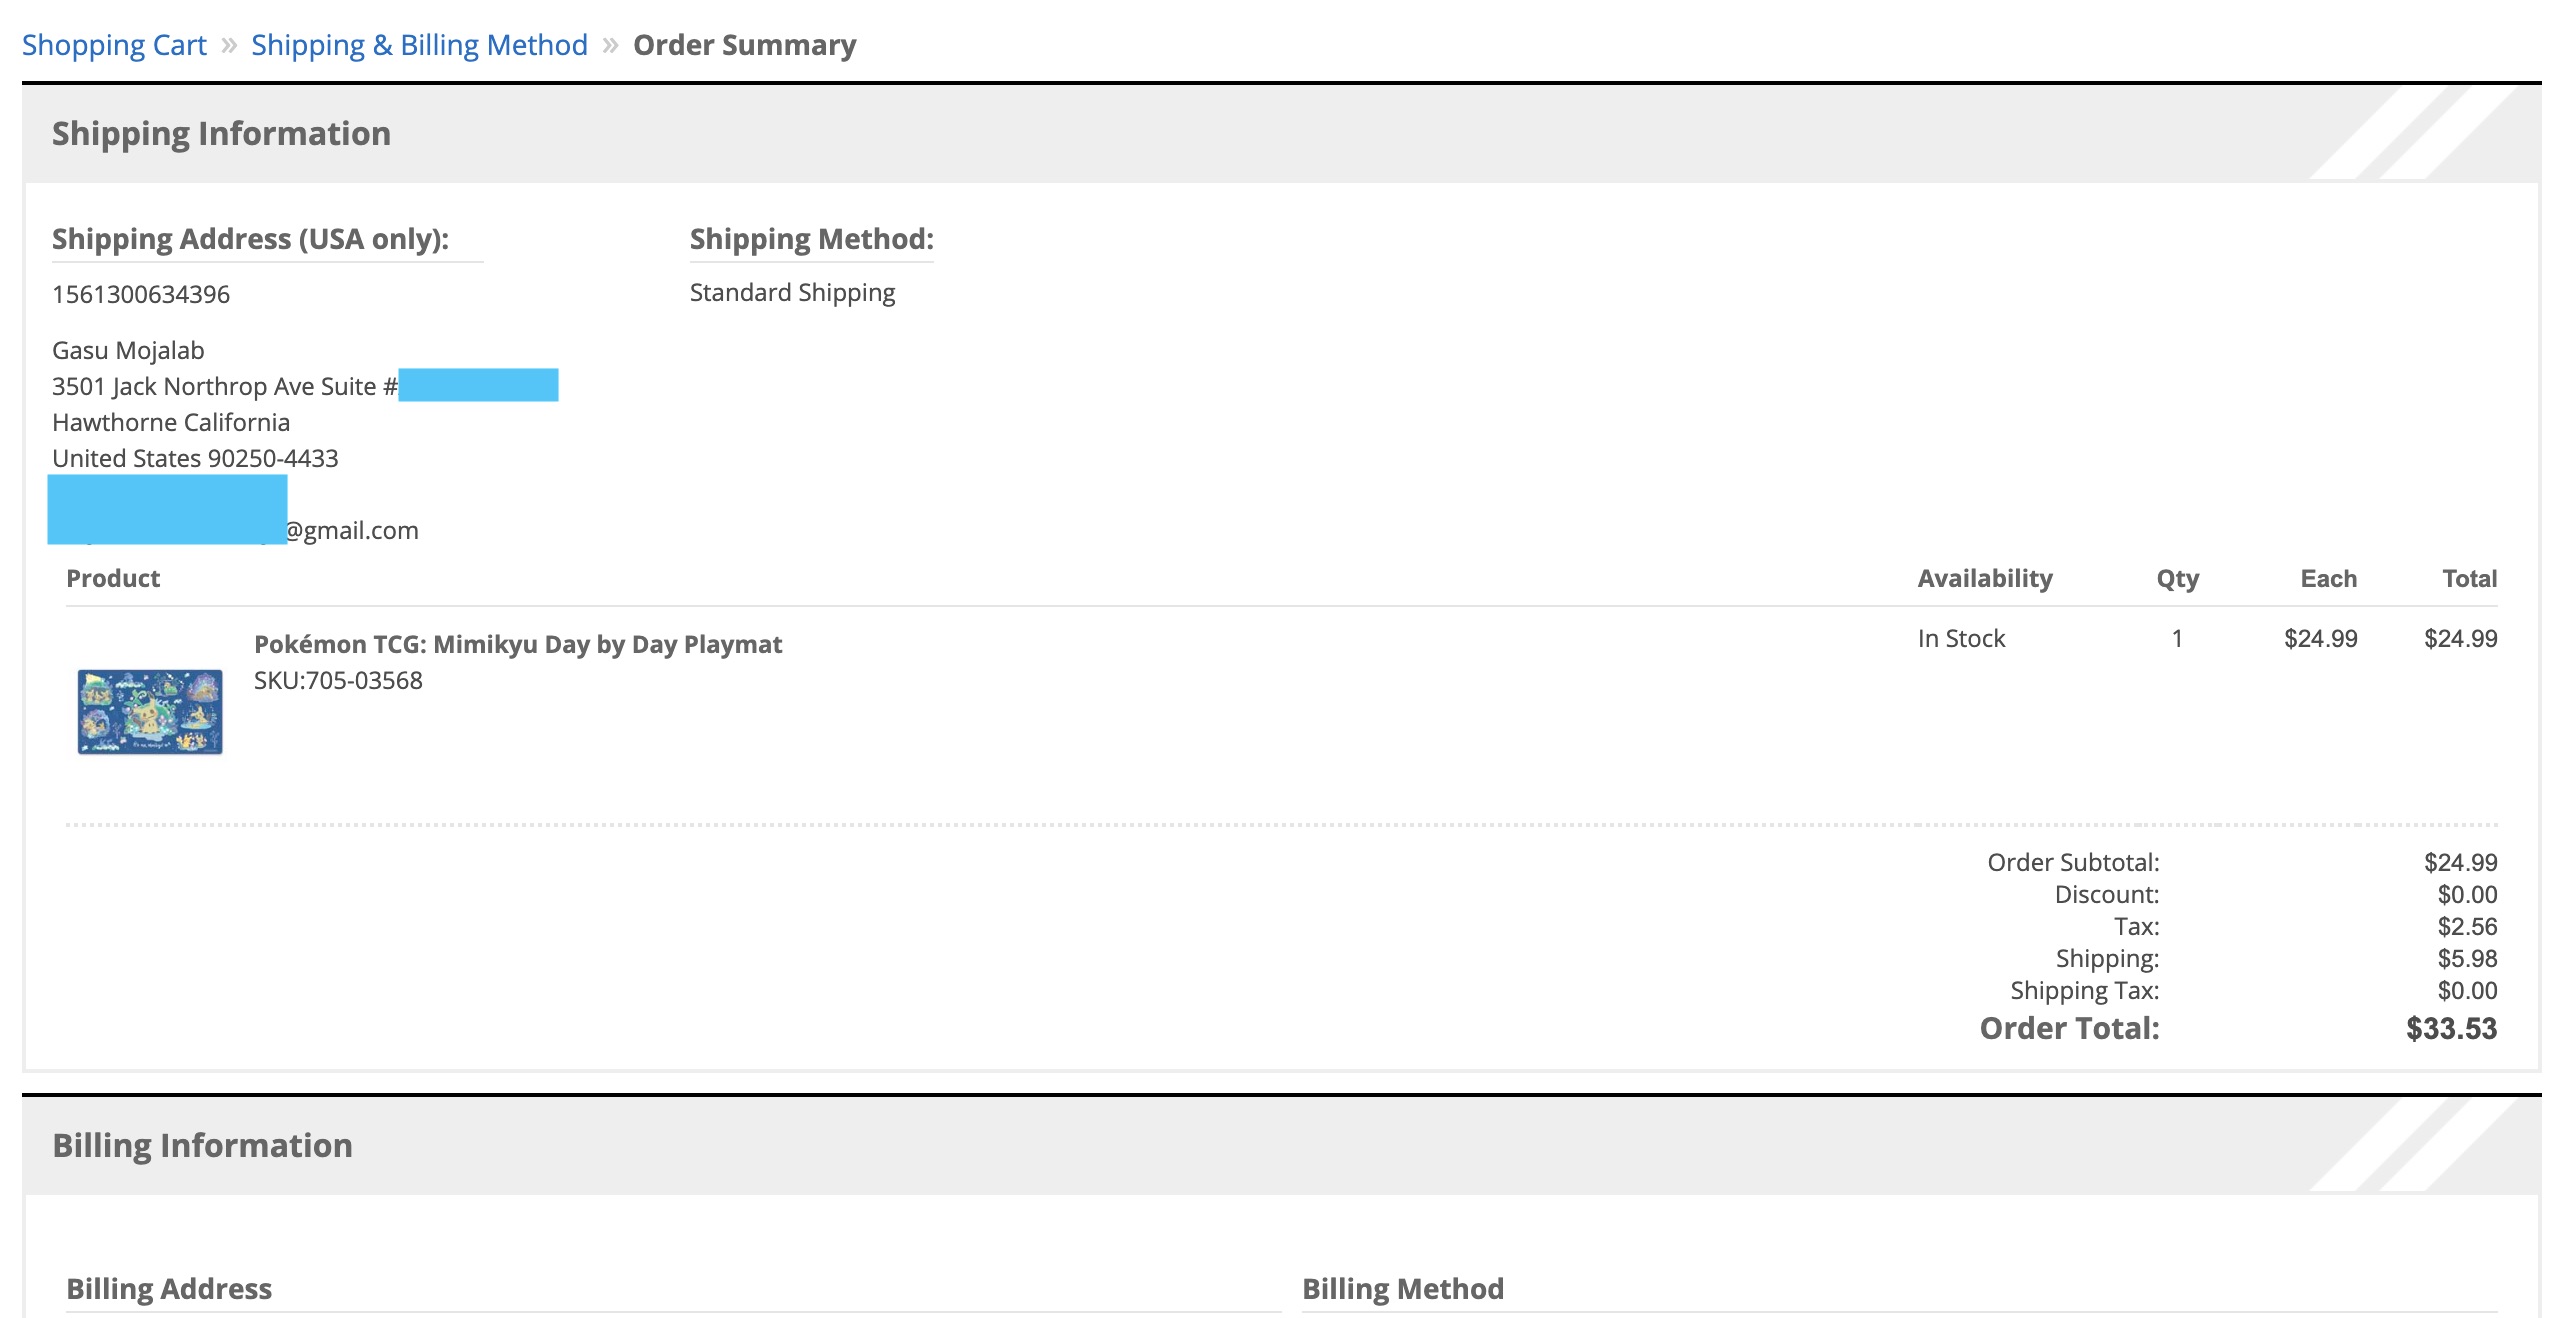 Shopping Cart » Shipping & Billing Method » Order Summary
Shipping Information
Shipping Address (USA only):
Shipping Method:
1561300634396
Standard Shipping
Gasu Mojalab
3501 Jack Northrop Ave Suite #
Hawthorne California
United States 90250-4433
@gmail.com
Product Availability Qty Each Total
Pokémon TCG: Mimikyu Day by Day Playmat
In Stock 1 $24.99 $24.99
SKU:705-03568
Order Subtotal: $24.99
Discount: $0.00
Tax: $2.56
Shipping: $5.98
Shipping Tax: $0.00
Order Total: $33.53
Billing Information
Billing Address
Billing Method